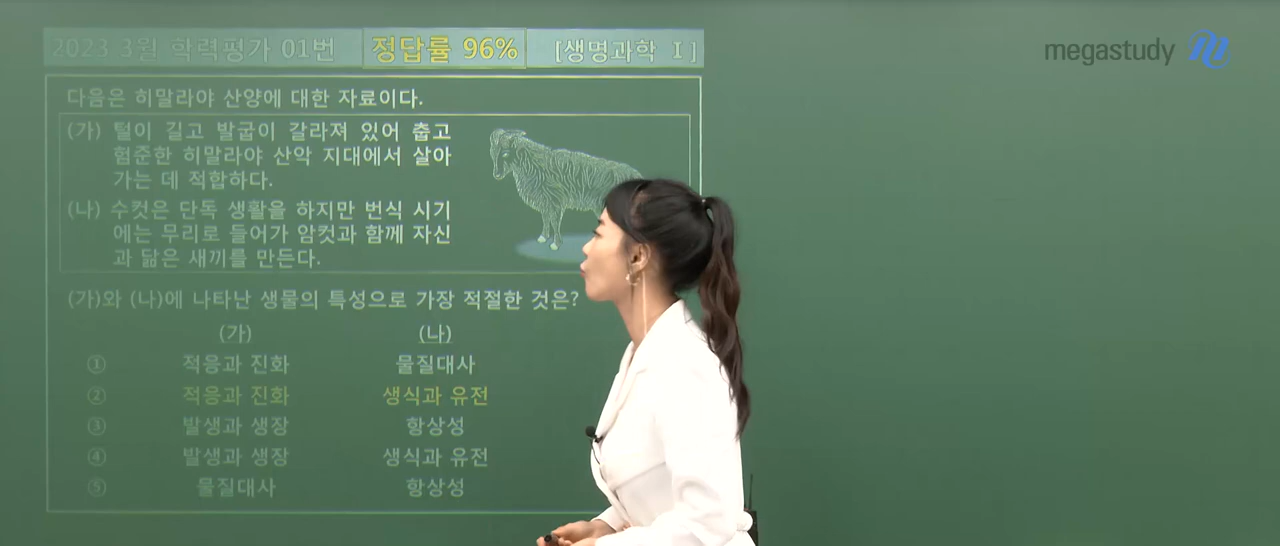 2023 3월 학력평가 01번 정답률 96% [생명과학 Ⅰ]
megastudy
다음은 히말라야 산양에 대한 자료이다.
(가) 털이 길고 발굽이 갈라져 있어 춥고
험준한 히말라야 산악 지대에서 살아
가는 데 적합하다.
(나) 수컷은 단독 생활을 하지만 번식 시기
에는 무리로 들어가 암컷과 함께 자신
과 닮은 새끼를 만든다.
(가)와 (나)에 나타난 생물의 특성으로 가장 적절한 것은?
(가) (나)
① 적응과 진화 물질대사
② 적응과 진화 생식과 유전
③ 발생과 생장 항상성
④ 발생과 생장 생식과 유전
⑤ 물질대사 항상성